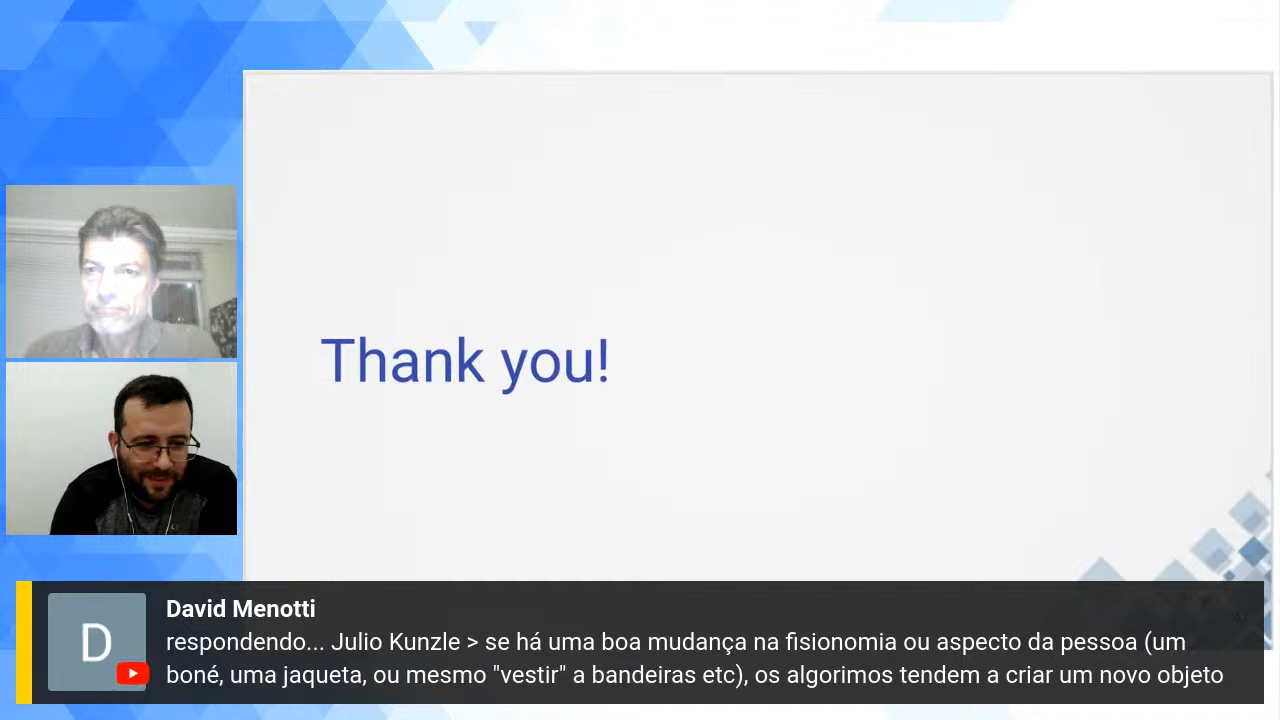 Thank you!
D
David Menotti
respondendo... Julio Kunzle > se há uma boa mudança na fisionomia ou aspecto da pessoa (um
boné, uma jaqueta, ou mesmo "vestir" a bandeiras etc), os algorimos tendem a criar um novo objeto